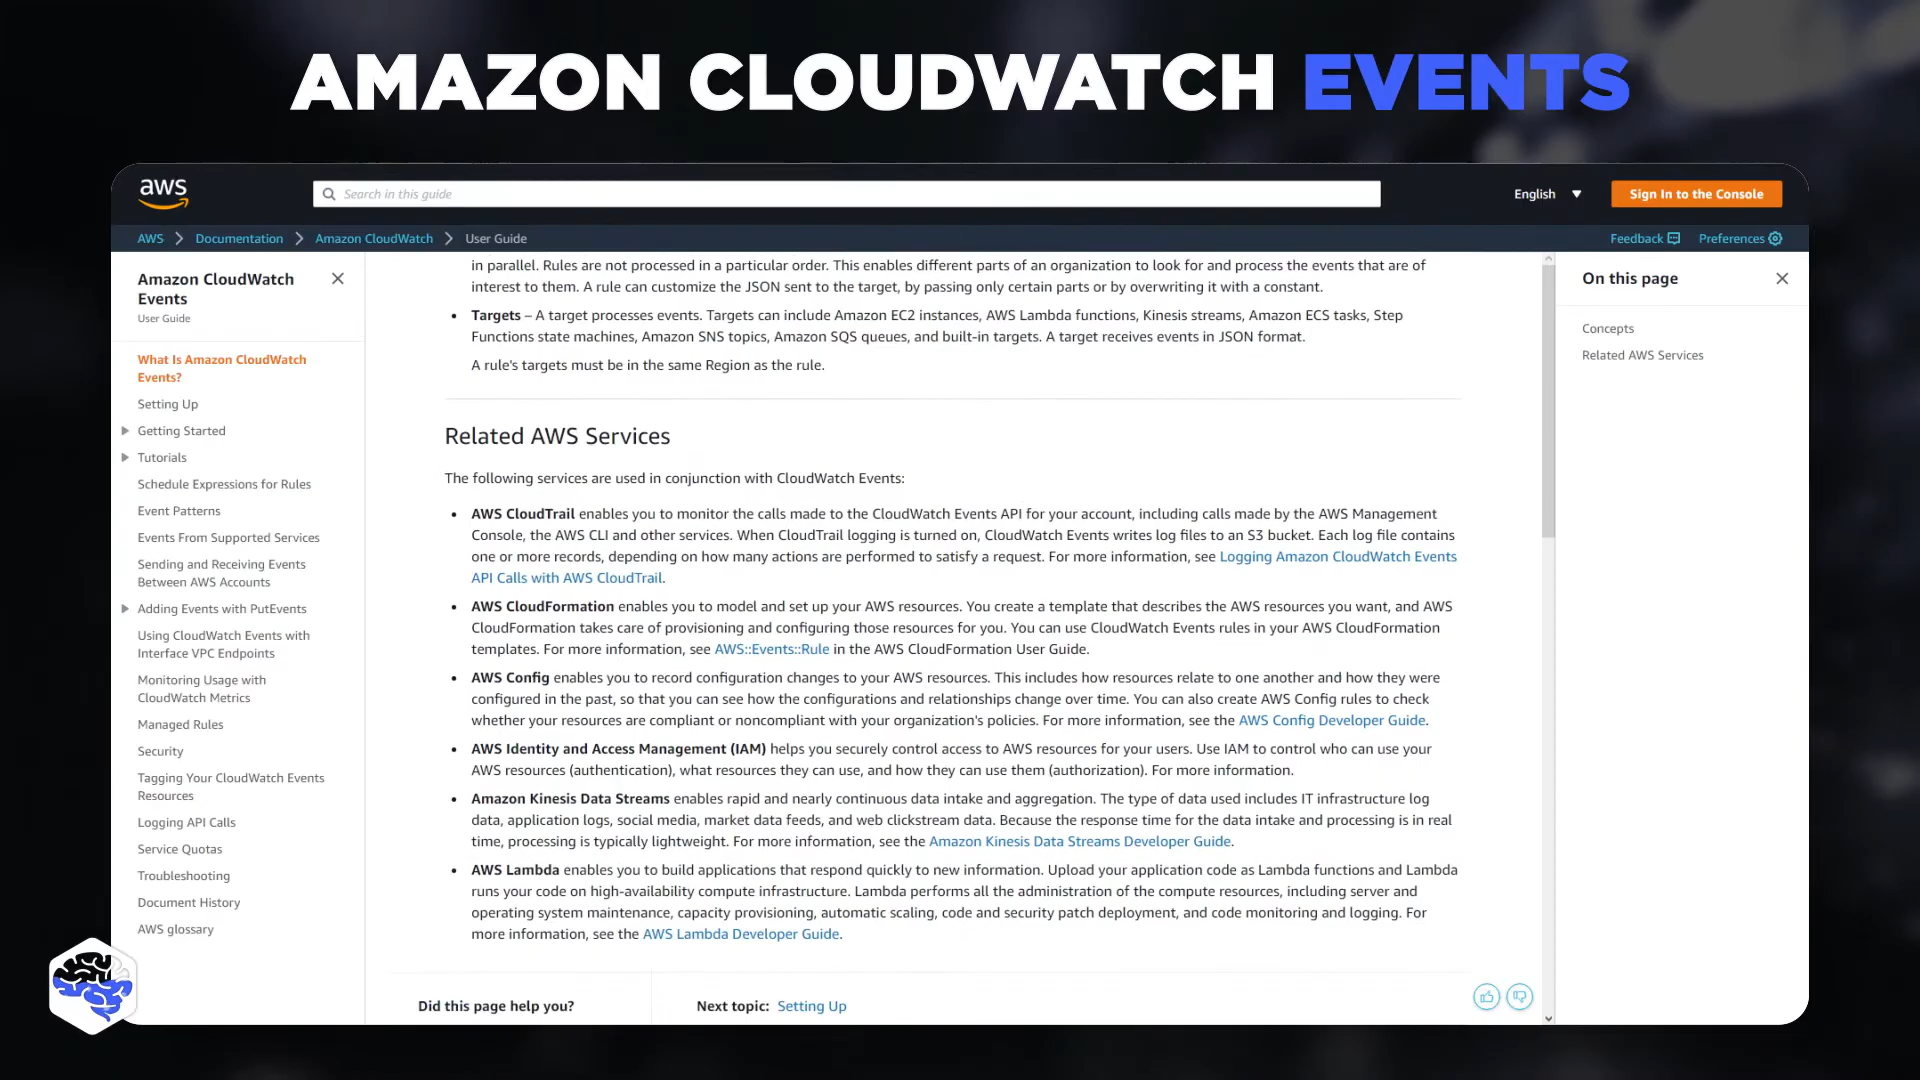 AMAZON CLOUDWATCH EVENTS
aws
Search in this guide
English
Sign In to the Console
AWS
Documentation
Amazon CloudWatch
User Guide
Feedback
Preferences
Amazon CloudWatch
Events
User Guide
What Is Amazon CloudWatch
Events?
Setting Up
Getting Started
Tutorials
Schedule Expressions for Rules
Event Patterns
Events From Supported Services
Sending and Receiving Events
Between AWS Accounts
Adding Events with PutEvents
Using CloudWatch Events with
Interface VPC Endpoints
Monitoring Usage with
CloudWatch Metrics
Managed Rules
Security
Tagging Your CloudWatch Events
Resources
Logging API Calls
Service Quotas
Troubleshooting
Document History
AWS glossary
in parallel. Rules are not processed in a particular order. This enables different parts of an organization to look for and process the events that are of
interest to them. A rule can customize the JSON sent to the target, by passing only certain parts or by overwriting it with a constant.
• Targets – A target processes events. Targets can include Amazon EC2 instances, AWS Lambda functions, Kinesis streams, Amazon ECS tasks, Step
Functions state machines, Amazon SNS topics, Amazon SQS queues, and built-in targets. A target receives events in JSON format.
A rule's targets must be in the same Region as the rule.
Related AWS Services
The following services are used in conjunction with CloudWatch Events:
• AWS CloudTrail enables you to monitor the calls made to the CloudWatch Events API for your account, including calls made by the AWS Management
Console, the AWS CLI and other services. When CloudTrail logging is turned on, CloudWatch Events writes log files to an S3 bucket. Each log file contains
one or more records, depending on how many actions are performed to satisfy a request. For more information, see Logging Amazon CloudWatch Events
API Calls with AWS CloudTrail.
• AWS CloudFormation enables you to model and set up your AWS resources. You create a template that describes the AWS resources you want, and AWS
CloudFormation takes care of provisioning and configuring those resources for you. You can use CloudWatch Events rules in your AWS CloudFormation
templates. For more information, see AWS::Events::Rule in the AWS CloudFormation User Guide.
• AWS Config enables you to record configuration changes to your AWS resources. This includes how resources relate to one another and how they were
configured in the past, so that you can see how the configurations and relationships change over time. You can also create AWS Config rules to check
whether your resources are compliant or noncompliant with your organization's policies. For more information, see the AWS Config Developer Guide.
• AWS Identity and Access Management (IAM) helps you securely control access to AWS resources for your users. Use IAM to control who can use your
AWS resources (authentication), what resources they can use, and how they can use them (authorization). For more information.
• Amazon Kinesis Data Streams enables rapid and nearly continuous data intake and aggregation. The type of data used includes IT infrastructure log
data, application logs, social media, market data feeds, and web clickstream data. Because the response time for the data intake and processing is in real
time, processing is typically lightweight. For more information, see the Amazon Kinesis Data Streams Developer Guide.
• AWS Lambda enables you to build applications that respond quickly to new information. Upload your application code as Lambda functions and Lambda
runs your code on high-availability compute infrastructure. Lambda performs all the administration of the compute resources, including server and
operating system maintenance, capacity provisioning, automatic scaling, code and security patch deployment, and code monitoring and logging. For
more information, see the AWS Lambda Developer Guide.
Did this page help you?
Next topic: Setting Up
On this page
Concepts
Related AWS Services